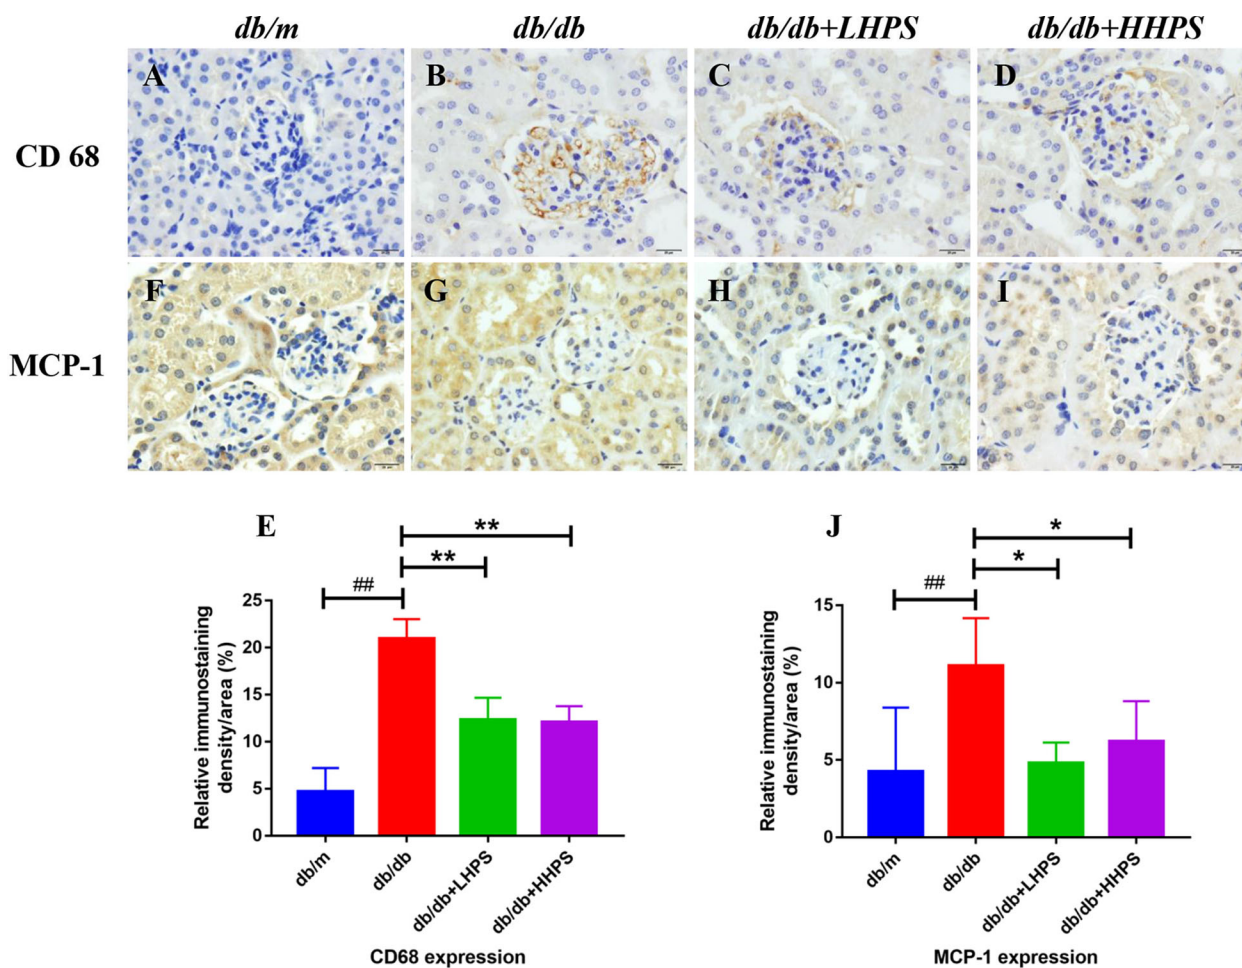 db/m db/db db/db+LHPS db/db+HHPS
A B C D
CD 68
F G H I
MCP-1
E J
** *
** *
## ##
Relative immunostaining
density/area (%)
25
20
15
10
5
0
db/m
db/db
db/db+LHPS
db/db+HHPS
CD68 expression
Relative immunostaining
density/area (%)
15
10
5
0
db/m
db/db
db/db+LHPS
db/db+HHPS
MCP-1 expression